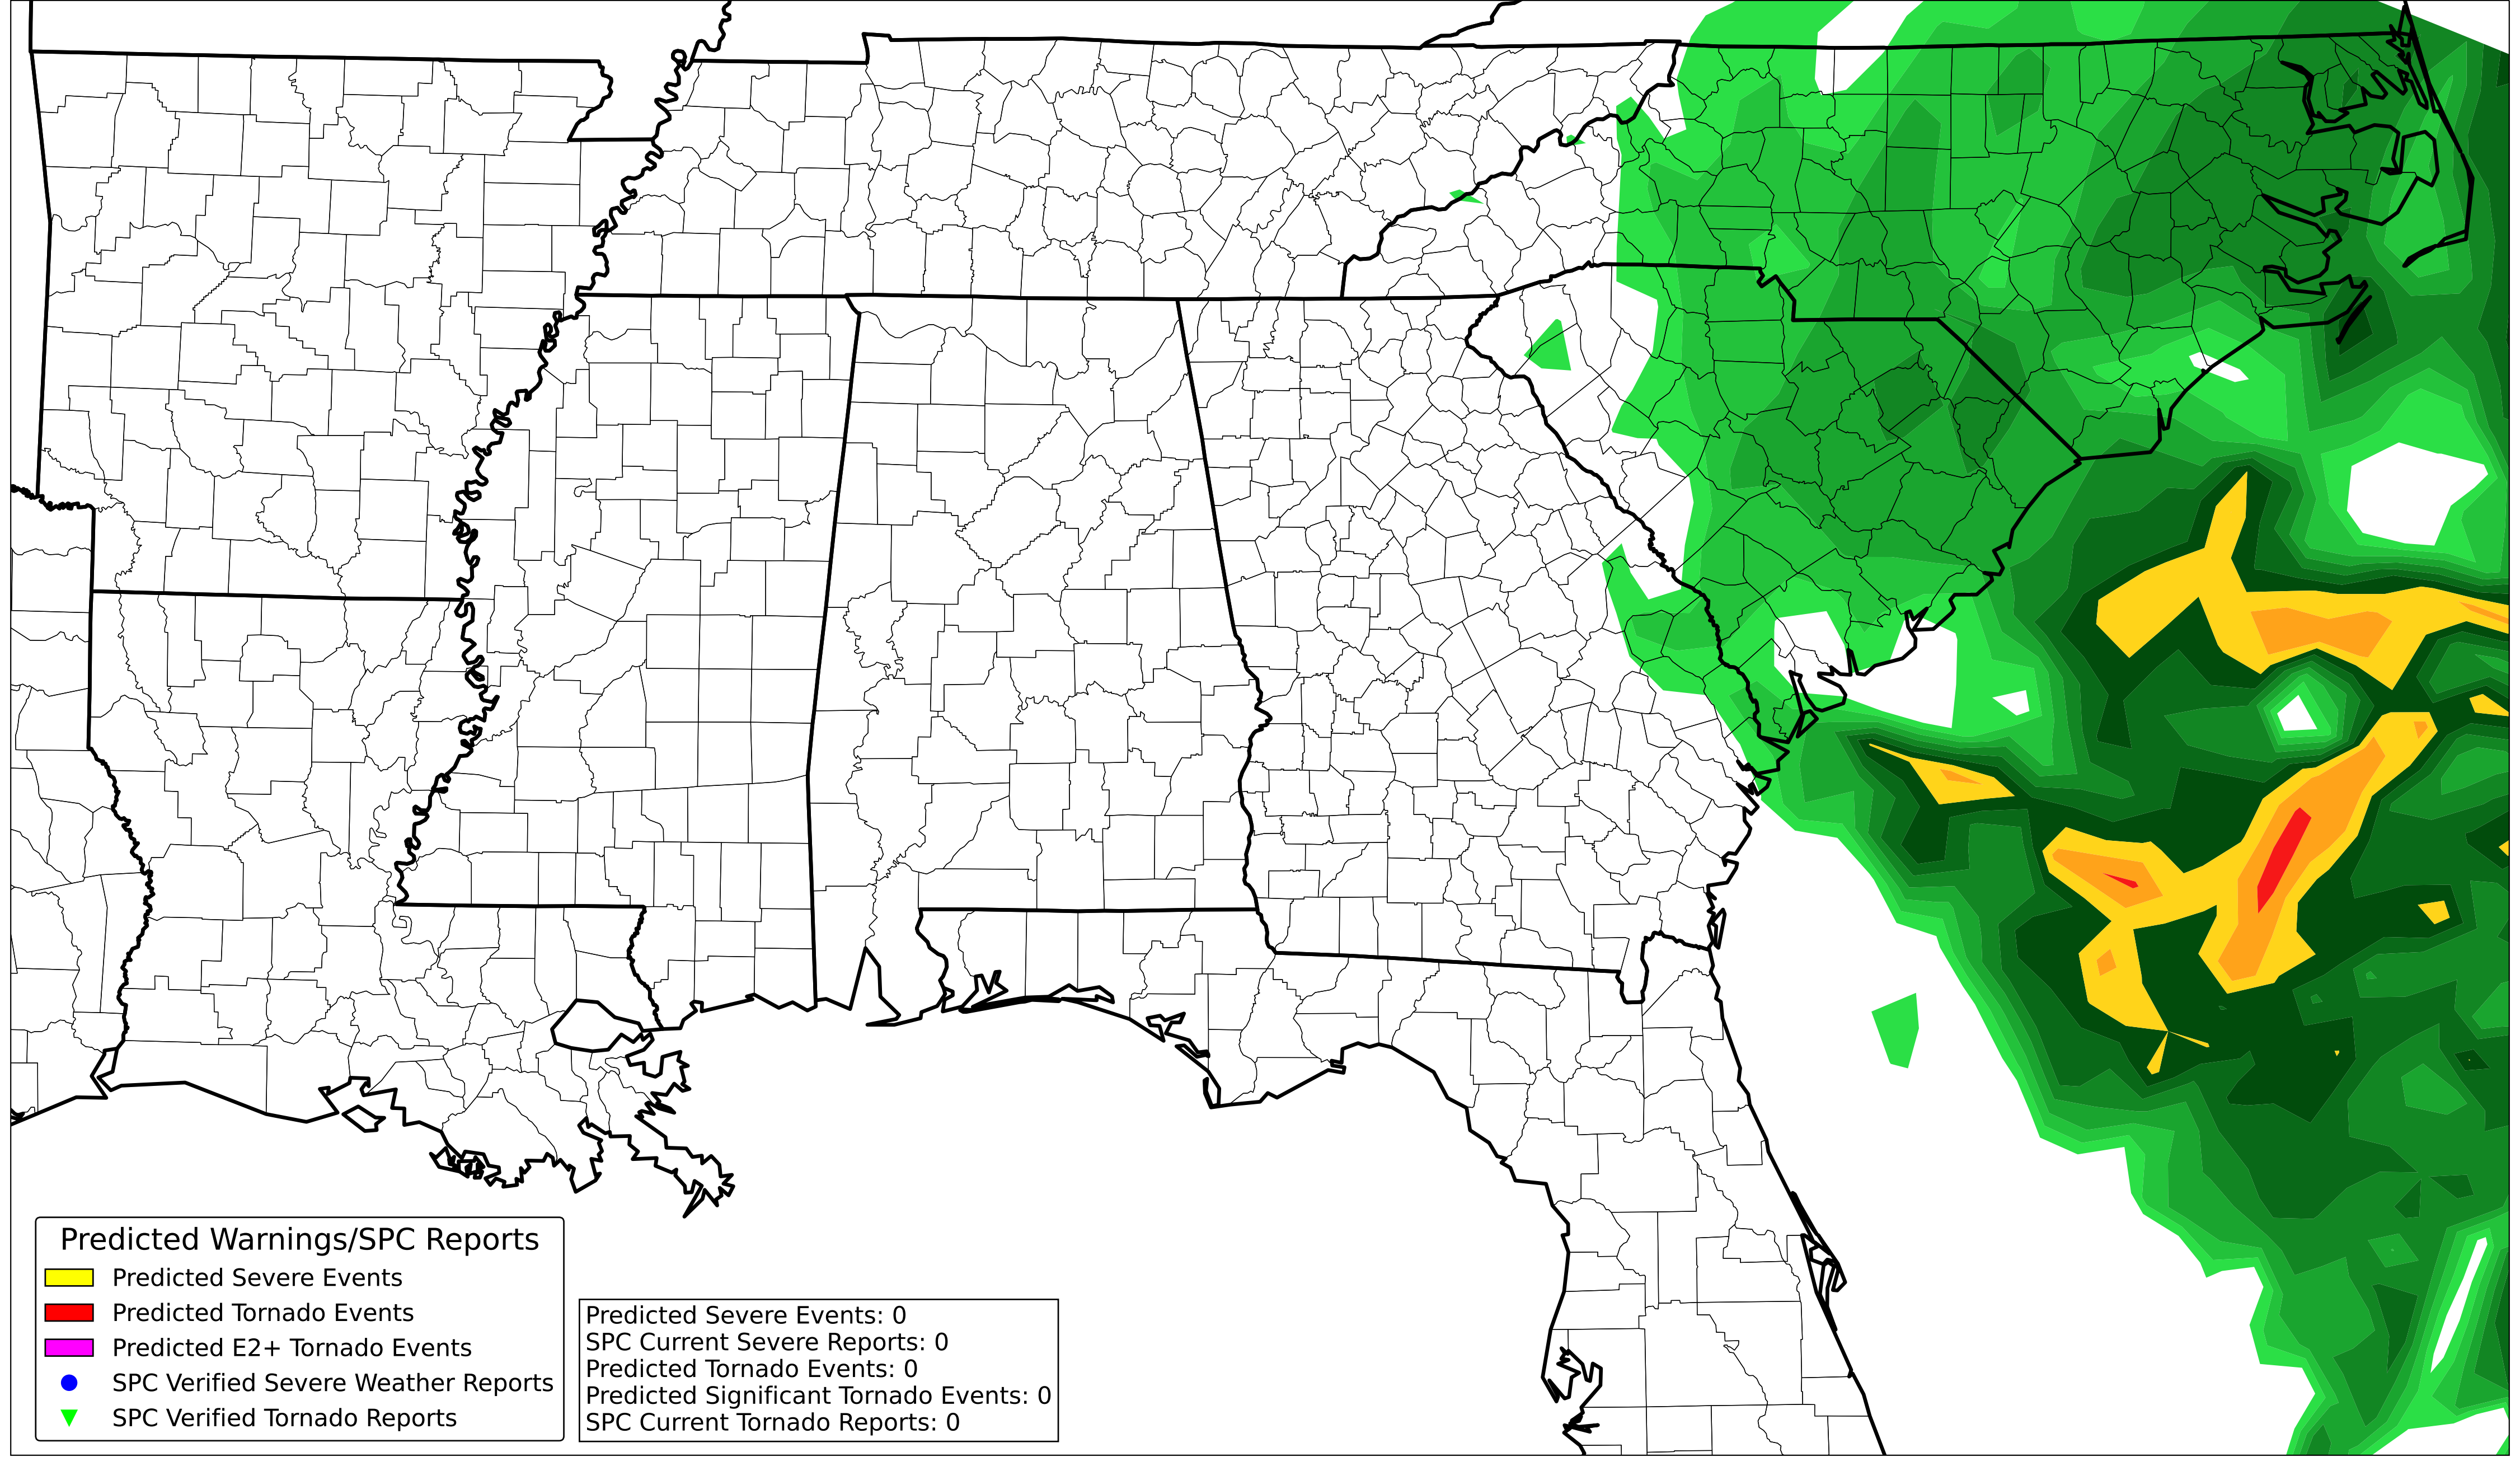 Predicted Warnings/SPC Reports
Predicted Severe Events
Predicted Tornado Events
Predicted E2+ Tornado Events
SPC Verified Severe Weather Reports
SPC Verified Tornado Reports
Predicted Severe Events: 0
SPC Current Severe Reports: 0
Predicted Tornado Events: 0
Predicted Significant Tornado Events: 0
SPC Current Tornado Reports: 0